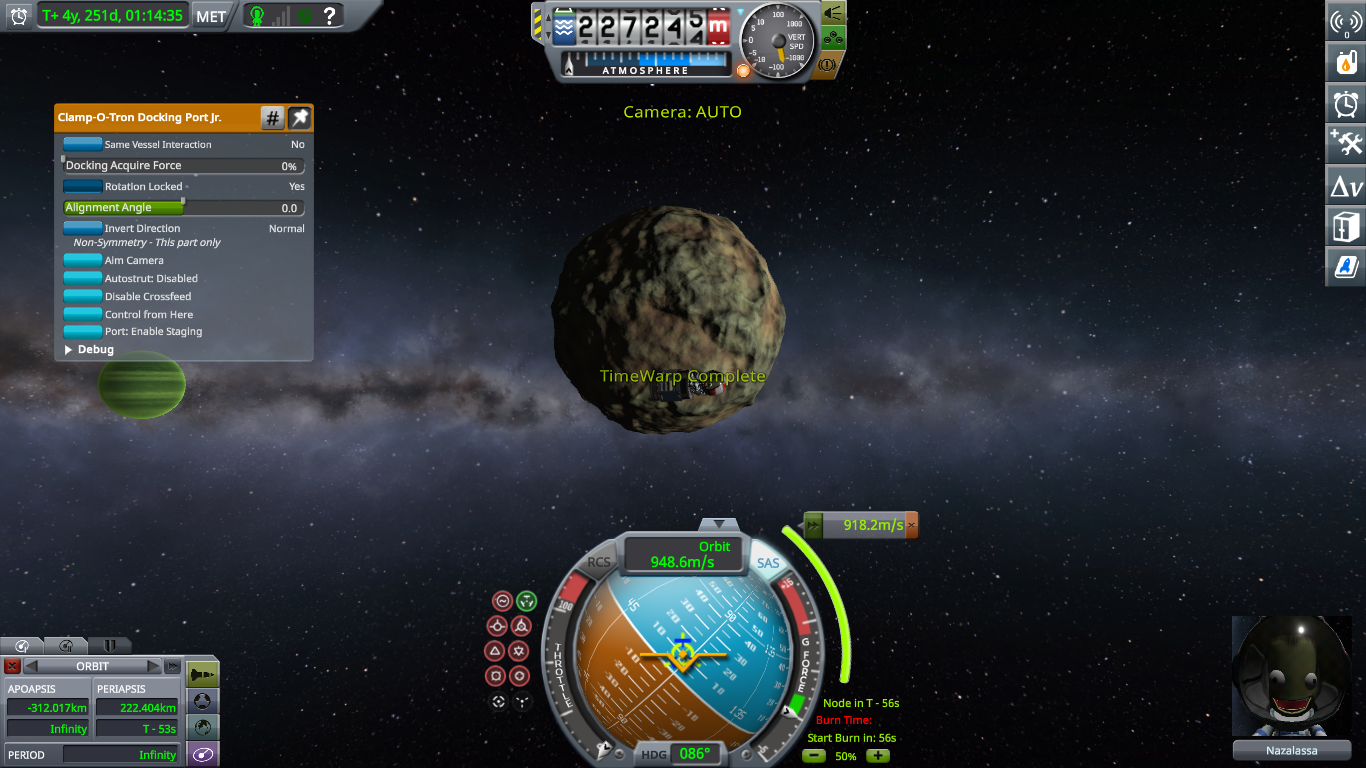 T+ 4y, 251d, 01:14:35
MET
?
m
VERT
SPD
ATMOSPHERE
Camera: AUTO
0
Δv
Clamp-O-Tron Docking Port Jr.
#
Same Vessel Interaction No
Docking Acquire Force 0%
Rotation Locked Yes
Alignment Angle 0.0
Invert Direction Normal
Non-Symmetry - This part only
Aim Camera
Autostrut: Disabled
Disable Crossfeed
Control from Here
Port: Enable Staging
Debug
TimeWarp Complete
918.2m/s
Orbit
948.6m/s
RCS
SAS
THROTTLE
G FORCE
Node in T - 56s
Burn Time:
Start Burn in: 56s
50%
HDG 086°
ORBIT
APOAPSIS PERIAPSIS
-312.017km 222.404km
Infinity T - 53s
PERIOD Infinity
Nazalassa